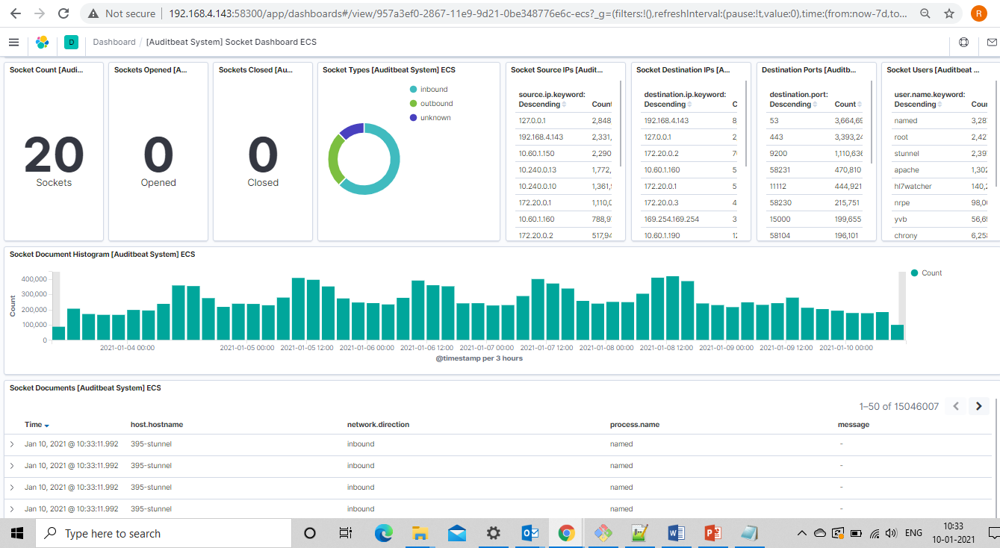 Not secure 192.168.4.143:58300/app/dashboards#/view/957a3ef0-2867-11e9-9d21-0be348776e6c-ecs?_g=(filters:!(),refreshInterval:(pause:!t,value:0),time:(from:now-7d,to... R
D Dashboard / [Auditbeat System] Socket Dashboard ECS
Socket Count [Audi...
20
Sockets
Sockets Opened [A...
0
Opened
Sockets Closed [Au...
0
Closed
Socket Types [Auditbeat System] ECS
inbound
outbound
unknown
Socket Source IPs [Audit...
source.ip.keyword:
Descending Count
127.0.0.1 2,848
192.168.4.143 2,331,
10.60.1.150 2,290
10.240.0.13 1,772,
10.240.0.10 1,361,
172.20.0.1 1,110,0
10.60.1.160 788,9
172.20.0.2 517,94
Socket Destination IPs [A...
destination.ip.keyword:
Descending C
192.168.4.143 8
127.0.0.1 2
172.20.0.2 7
10.60.1.160 5
172.20.0.1 5
172.20.0.3 4
169.254.169.254 3
10.60.1.190 12
Destination Ports [Auditb...
destination.port:
Descending Count
53 3,664,69
443 3,393,24
9200 1,110,636
58231 470,810
11112 444,921
58230 215,751
15000 199,655
58104 196,101
Socket Users [Auditbeat ...
user.name.keyword:
Descending Cou
named 3,28
root 2,42
stunnel 2,39
apache 1,302
hl7watcher 140,2
nrpe 98,0
yvb 56,6
chrony 6,25
Socket Document Histogram [Auditbeat System] ECS
Count
400,000
300,000
200,000
100,000
0
2021-01-04 00:00 2021-01-05 00:00 2021-01-05 12:00 2021-01-06 00:00 2021-01-06 12:00 2021-01-07 00:00 2021-01-07 12:00 2021-01-08 00:00 2021-01-08 12:00 2021-01-09 00:00 2021-01-09 12:00 2021-01-10 00:00
@timestamp per 3 hours
Count
Socket Documents [Auditbeat System] ECS
1–50 of 15046007
Time host.hostname network.direction process.name message
Jan 10, 2021 @ 10:33:11.992 395-stunnel inbound named -
Jan 10, 2021 @ 10:33:11.992 395-stunnel inbound named -
Jan 10, 2021 @ 10:33:11.992 395-stunnel inbound named -
Jan 10, 2021 @ 10:33:11.992 395-stunnel inbound named -
Type here to search
ENG
10:33
10-01-2021